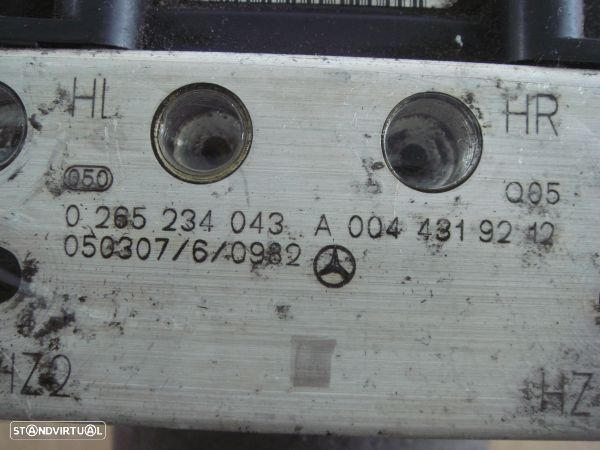 HL
HR
050
Q05
0 265 234 043 A 004 431 92 12
050307/6/0982
HZ2
HZ
STANDVIRTUAL